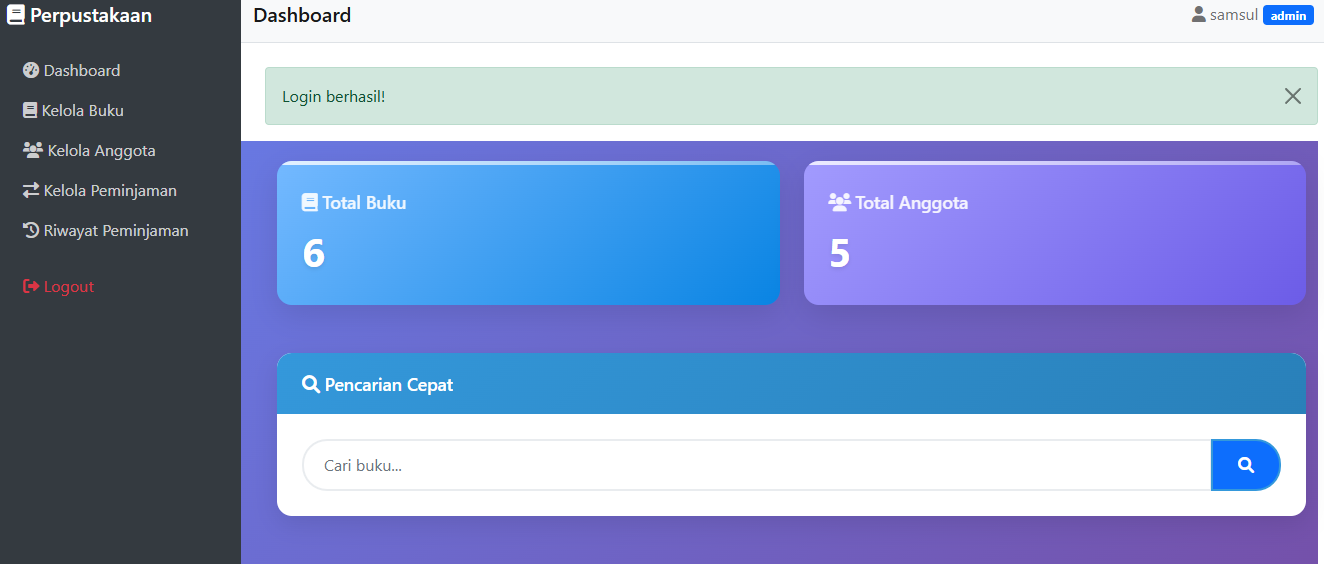 Perpustakaan
Dashboard
samsul admin
Dashboard
Kelola Buku
Kelola Anggota
Kelola Peminjaman
Riwayat Peminjaman
Logout
Login berhasil!
Total Buku
6
Total Anggota
5
Pencarian Cepat
Cari buku...